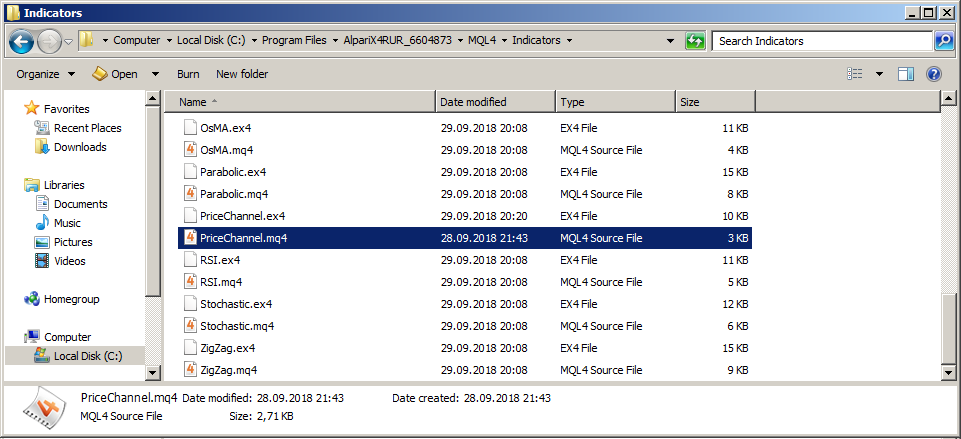 Indicators
Computer Local Disk (C:) Program Files AlpariX4RUR_6604873 MQL4 Indicators Search Indicators
Organize Open Burn New folder
Name Date modified Type Size
Favorites
Recent Places
Downloads
Libraries
Documents
Music
Pictures
Videos
Homegroup
Computer
Local Disk (C:)
OsMA.ex4 29.09.2018 20:08 EX4 File 11 KB
OsMA.mq4 29.09.2018 20:08 MQL4 Source File 4 KB
Parabolic.ex4 29.09.2018 20:08 EX4 File 15 KB
Parabolic.mq4 29.09.2018 20:08 MQL4 Source File 8 KB
PriceChannel.ex4 29.09.2018 20:20 EX4 File 10 KB
PriceChannel.mq4 28.09.2018 21:43 MQL4 Source File 3 KB
RSI.ex4 29.09.2018 20:08 EX4 File 11 KB
RSI.mq4 29.09.2018 20:08 MQL4 Source File 5 KB
Stochastic.ex4 29.09.2018 20:08 EX4 File 12 KB
Stochastic.mq4 29.09.2018 20:08 MQL4 Source File 6 KB
ZigZag.ex4 29.09.2018 20:08 EX4 File 15 KB
ZigZag.mq4 29.09.2018 20:08 MQL4 Source File 9 KB
PriceChannel.mq4 Date modified: 28.09.2018 21:43 Date created: 28.09.2018 21:43
MQL4 Source File Size: 2,71 KB